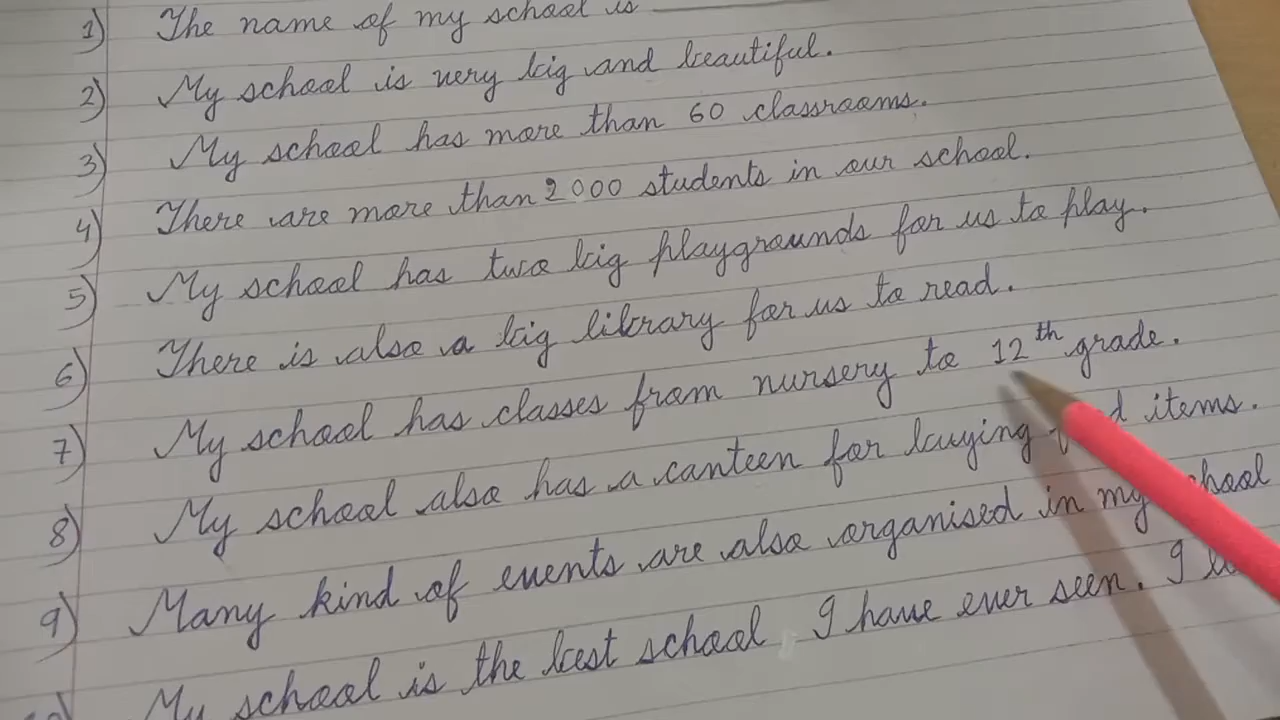 1) The name of my school is
2) My school is very big and beautiful.
3) My school has more than 60 classrooms.
4) There are more than 2000 students in our school.
5) My school has two big playgrounds for us to play.
6) There is also a big library for us to read.
7) My school has classes from nursery to 12th grade.
8) My school also has a canteen for buying items.
9) Many kind of events are also organised in my school
My school is the best school I have ever seen. I